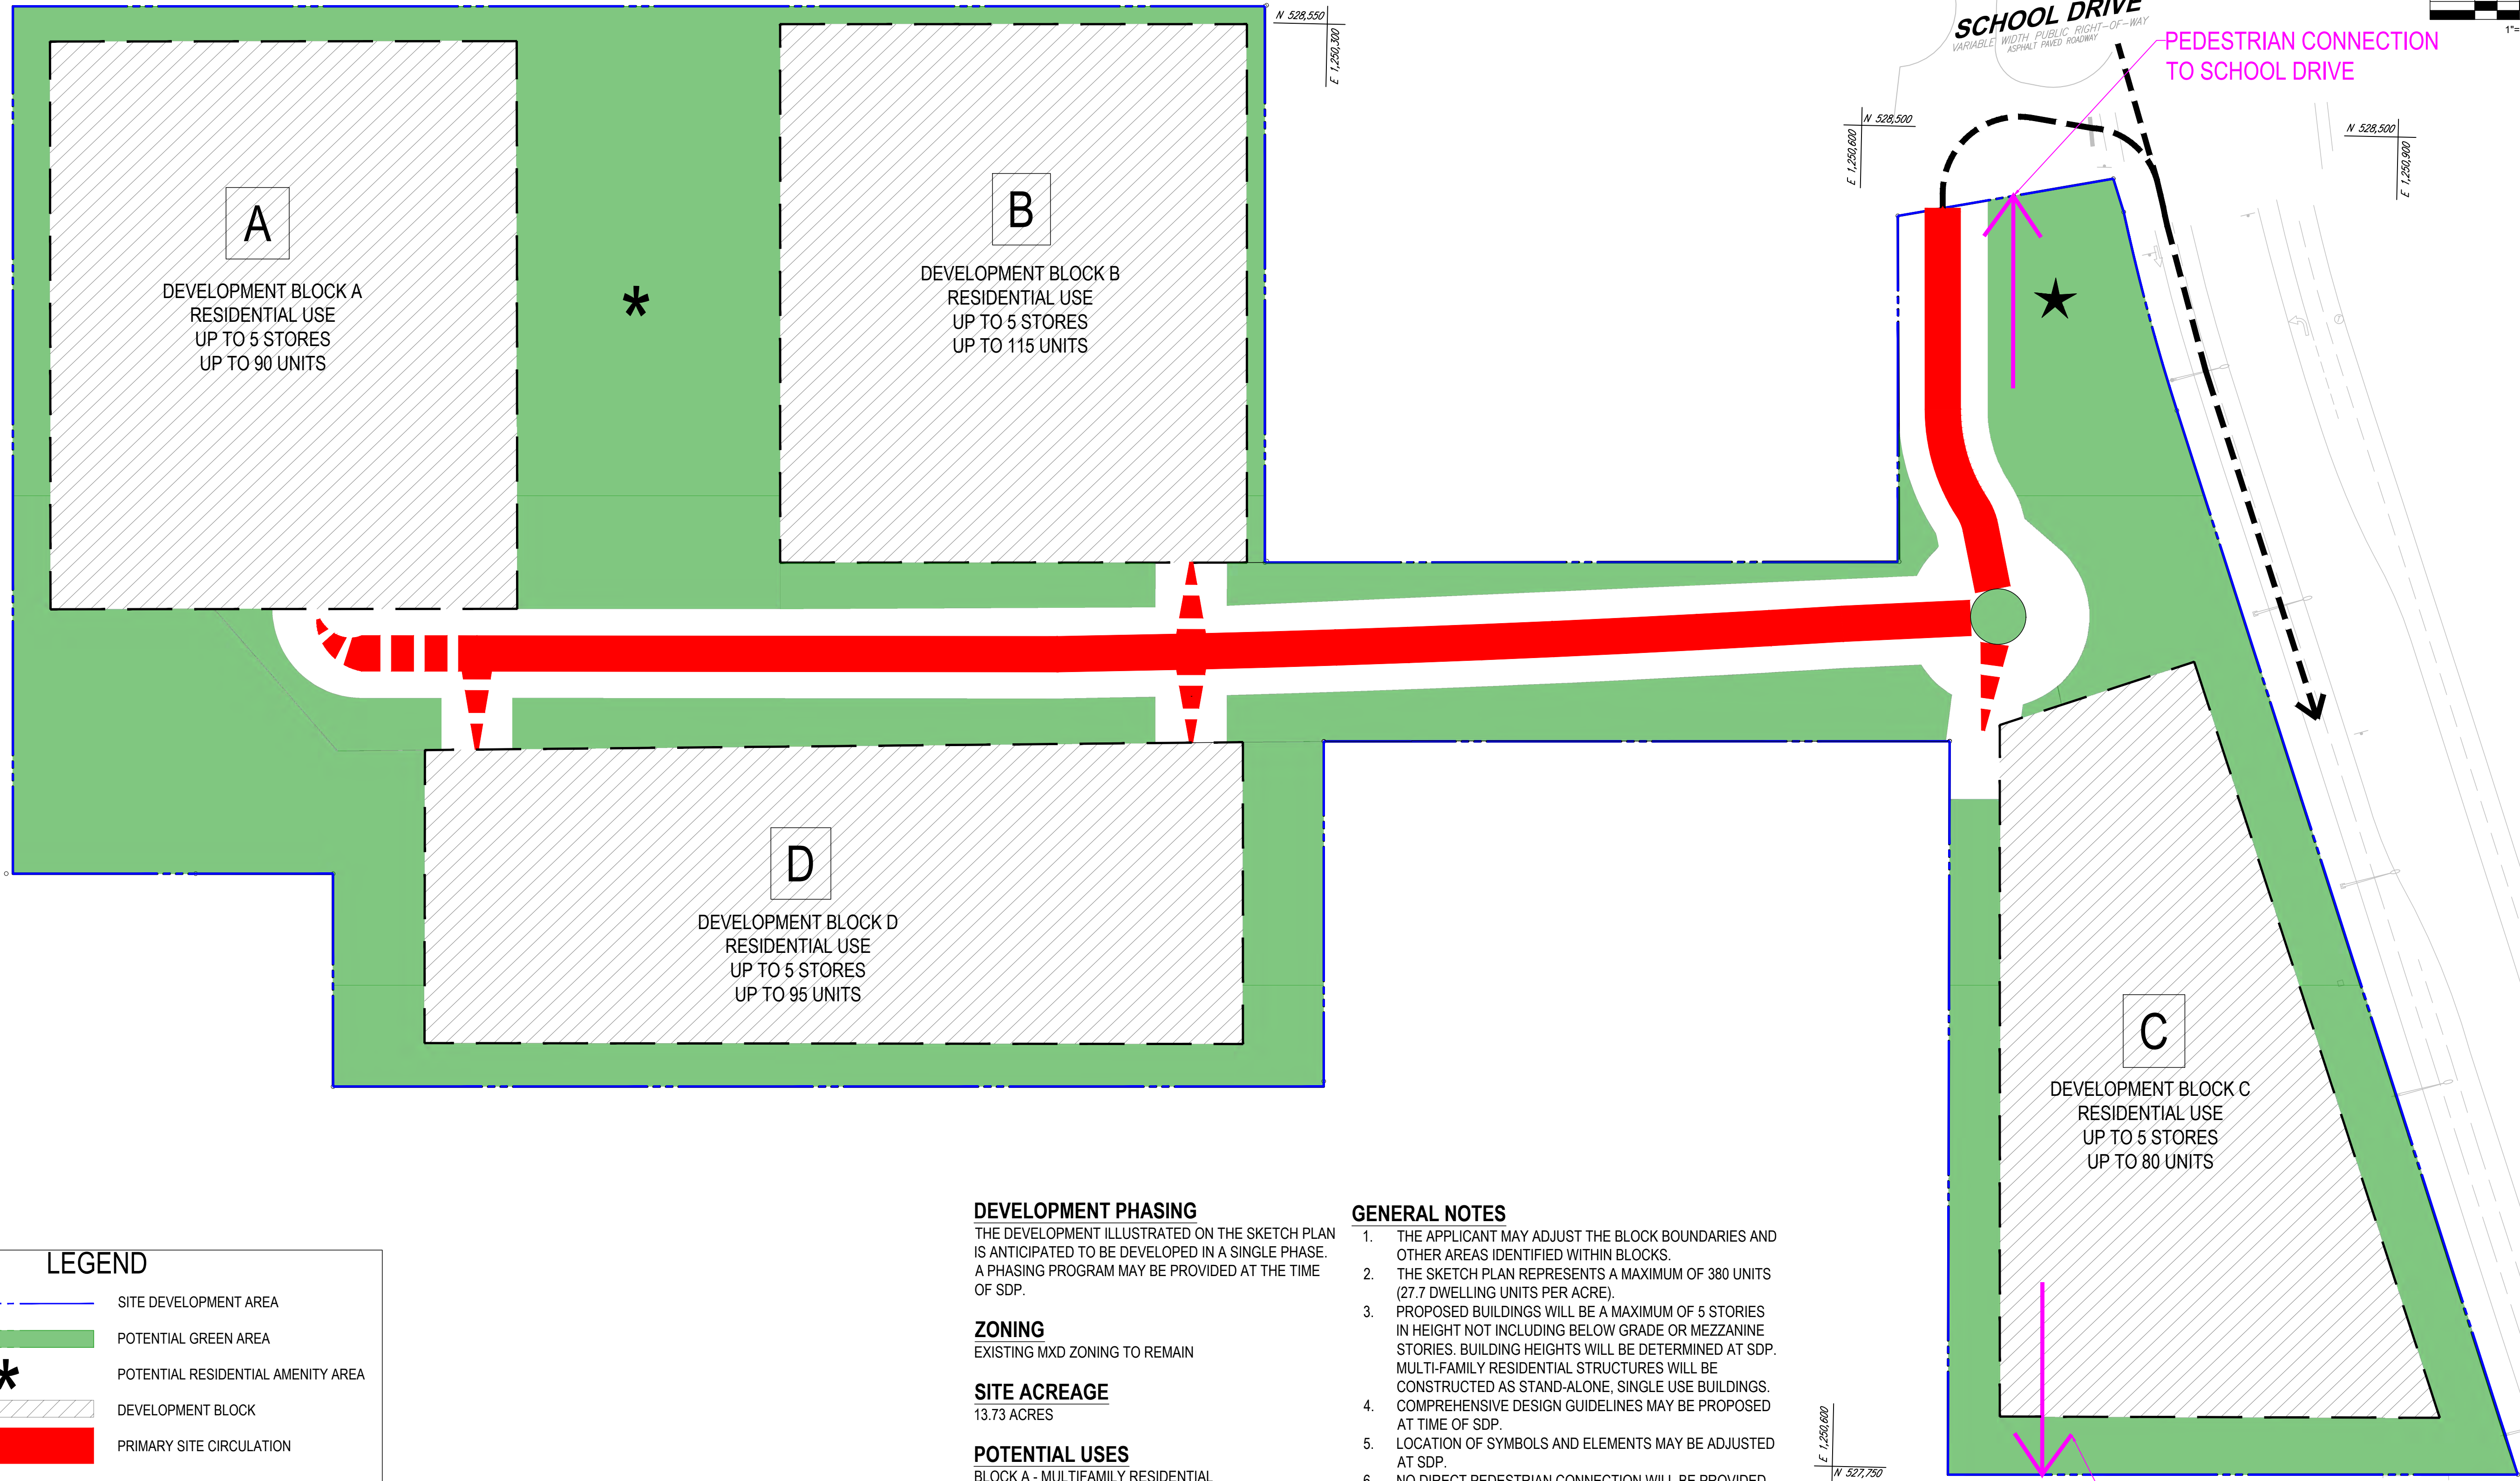 N 528,550
E 1,250,300
SCHOOL DRIVE
VARIABLE WIDTH PUBLIC RIGHT-OF-WAY
ASPHALT PAVED ROADWAY
1"=
PEDESTRIAN CONNECTION
TO SCHOOL DRIVE
N 528,500
E 1,250,600
N 528,500
E 1,250,900
A
DEVELOPMENT BLOCK A
RESIDENTIAL USE
UP TO 5 STORES
UP TO 90 UNITS
*
B
DEVELOPMENT BLOCK B
RESIDENTIAL USE
UP TO 5 STORES
UP TO 115 UNITS
D
DEVELOPMENT BLOCK D
RESIDENTIAL USE
UP TO 5 STORES
UP TO 95 UNITS
C
DEVELOPMENT BLOCK C
RESIDENTIAL USE
UP TO 5 STORES
UP TO 80 UNITS
LEGEND
SITE DEVELOPMENT AREA
POTENTIAL GREEN AREA
* POTENTIAL RESIDENTIAL AMENITY AREA
DEVELOPMENT BLOCK
PRIMARY SITE CIRCULATION
DEVELOPMENT PHASING
THE DEVELOPMENT ILLUSTRATED ON THE SKETCH PLAN
IS ANTICIPATED TO BE DEVELOPED IN A SINGLE PHASE.
A PHASING PROGRAM MAY BE PROVIDED AT THE TIME
OF SDP.
ZONING
EXISTING MXD ZONING TO REMAIN
SITE ACREAGE
13.73 ACRES
POTENTIAL USES
BLOCK A - MULTIFAMILY RESIDENTIAL
GENERAL NOTES
1. THE APPLICANT MAY ADJUST THE BLOCK BOUNDARIES AND
OTHER AREAS IDENTIFIED WITHIN BLOCKS.
2. THE SKETCH PLAN REPRESENTS A MAXIMUM OF 380 UNITS
(27.7 DWELLING UNITS PER ACRE).
3. PROPOSED BUILDINGS WILL BE A MAXIMUM OF 5 STORIES
IN HEIGHT NOT INCLUDING BELOW GRADE OR MEZZANINE
STORIES. BUILDING HEIGHTS WILL BE DETERMINED AT SDP.
MULTI-FAMILY RESIDENTIAL STRUCTURES WILL BE
CONSTRUCTED AS STAND-ALONE, SINGLE USE BUILDINGS.
4. COMPREHENSIVE DESIGN GUIDELINES MAY BE PROPOSED
AT TIME OF SDP.
5. LOCATION OF SYMBOLS AND ELEMENTS MAY BE ADJUSTED
AT SDP.
6. NO DIRECT PEDESTRIAN CONNECTION WILL BE PROVIDED
E 1,250,600
N 527,750